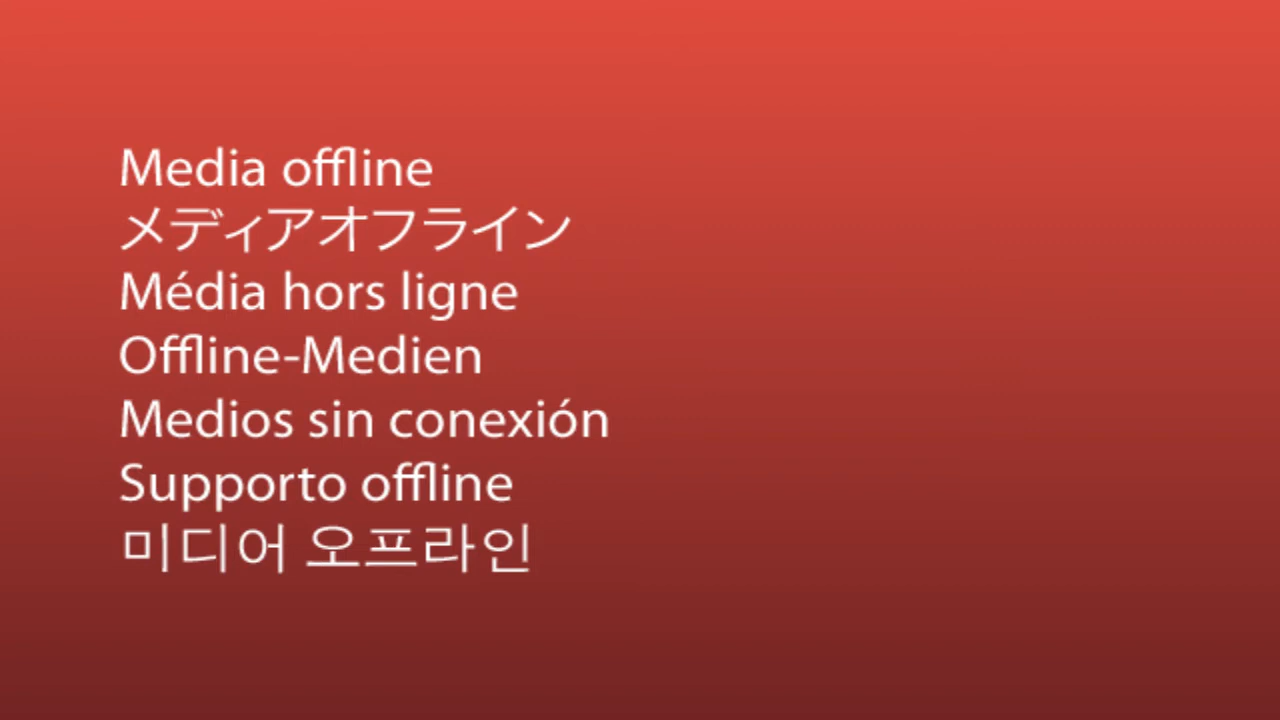 Media offline
メディアオフライン
Média hors ligne
Offline-Medien
Medios sin conexión
Supporto offline
미디어 오프라인